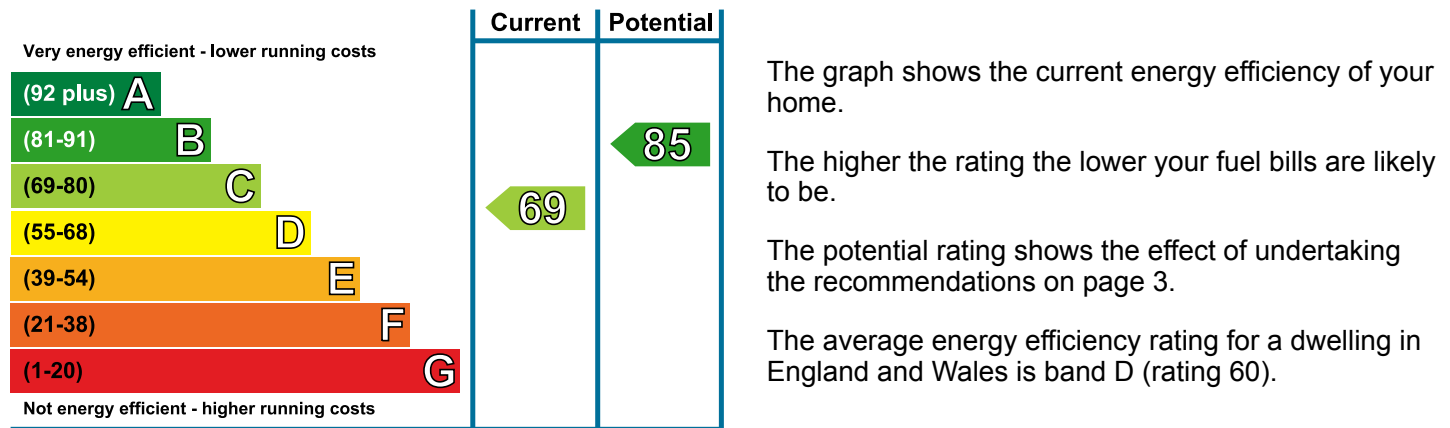 Current Potential
Very energy efficient - lower running costs
(92 plus) A
(81-91) B
85
(69-80) C
69
(55-68) D
(39-54) E
(21-38) F
(1-20) G
Not energy efficient - higher running costs
The graph shows the current energy efficiency of your
home.
The higher the rating the lower your fuel bills are likely
to be.
The potential rating shows the effect of undertaking
the recommendations on page 3.
The average energy efficiency rating for a dwelling in
England and Wales is band D (rating 60).